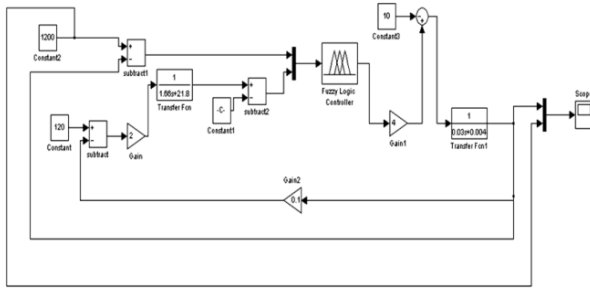 1200
Constant2
+
−
subtract1
120
Constant
+
−
subtract
2
Gain
1
1.66s+21.8
Transfer Fcn
-C-
Constant1
+
−
subtract2
Fuzzy Logic
Controller
4
Gain1
10
Constant3
1
0.03s+0.004
Transfer Fcn1
Scope
Gain2
0.1